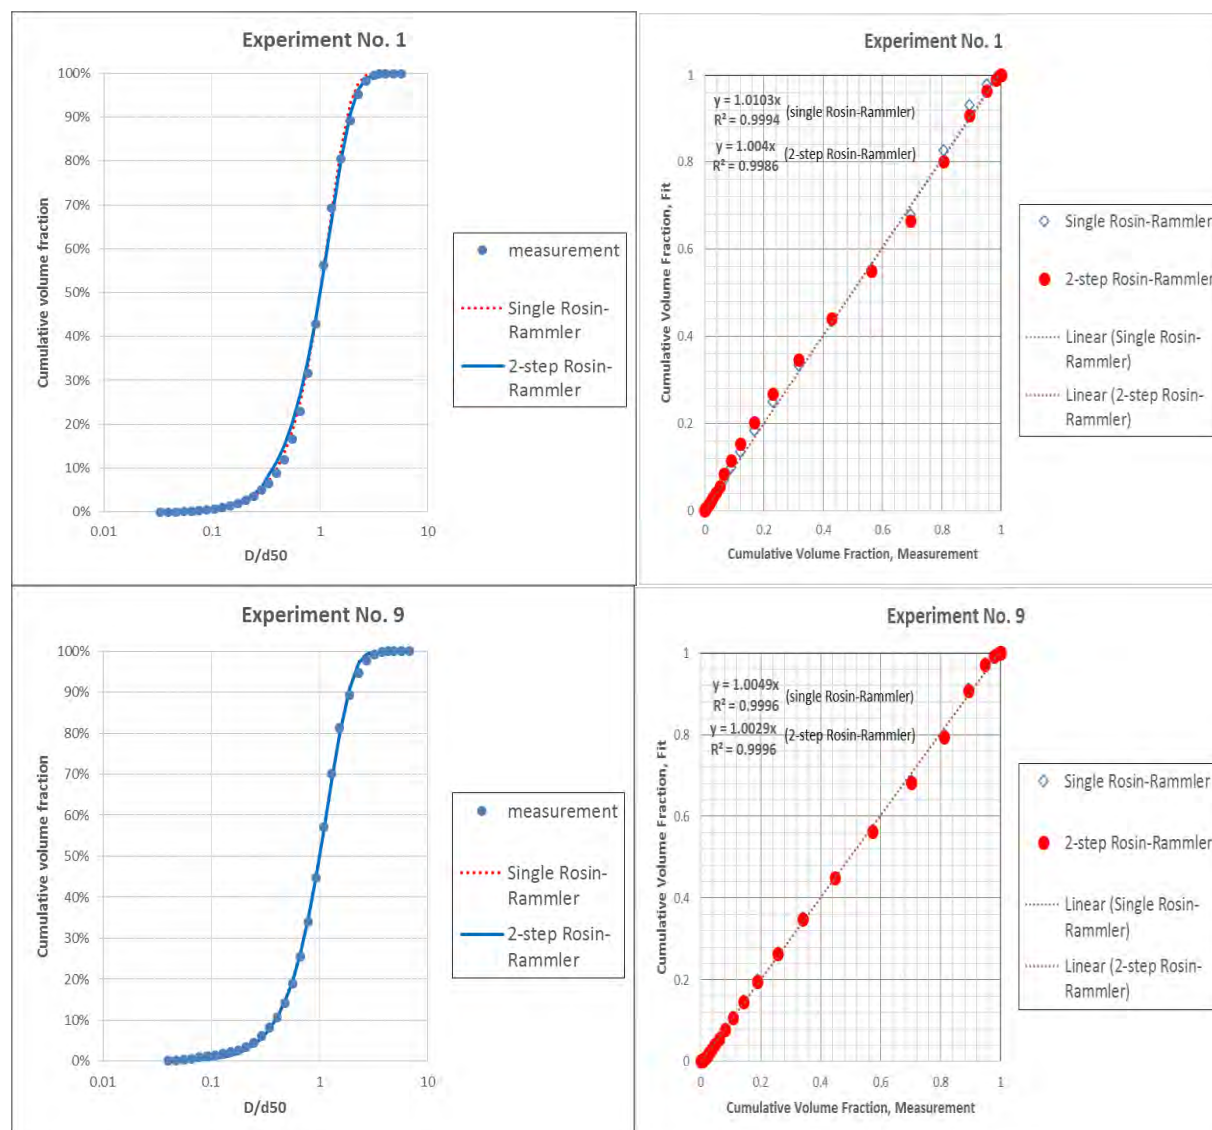 Experiment No. 1
100%
90%
80%
70%
60%
50%
40%
30%
20%
10%
0%
0.01
0.1
1
10
Cumulative volume fraction
D/d50
measurement
Single Rosin-
Rammler
2-step Rosin-
Rammler
Experiment No. 1
y = 1.0103x
R² = 0.9994
(single Rosin-Rammler)
y = 1.004x
R² = 0.9986
(2-step Rosin-Rammler)
1
0.8
0.6
0.4
0.2
0
0
0.2
0.4
0.6
0.8
1
Cumulative Volume Fraction, Fit
Cumulative Volume Fraction, Measurement
Single Rosin-Rammler
2-step Rosin-Rammler
Linear (Single Rosin-
Rammler)
Linear (2-step Rosin-
Rammler)
Experiment No. 9
100%
90%
80%
70%
60%
50%
40%
30%
20%
10%
0%
0.01
0.1
1
10
Cumulative volume fraction
D/d50
measurement
Single Rosin-
Rammler
2-step Rosin-
Rammler
Experiment No. 9
y = 1.0049x
R² = 0.9996
(single Rosin-Rammler)
y = 1.0029x
R² = 0.9996
(2-step Rosin-Rammler)
1
0.8
0.6
0.4
0.2
0
0
0.2
0.4
0.6
0.8
1
Cumulative Volume Fraction, Fit
Cumulative Volume Fraction, Measurement
Single Rosin-Rammler
2-step Rosin-Rammler
Linear (Single Rosin-
Rammler)
Linear (2-step Rosin-
Rammler)